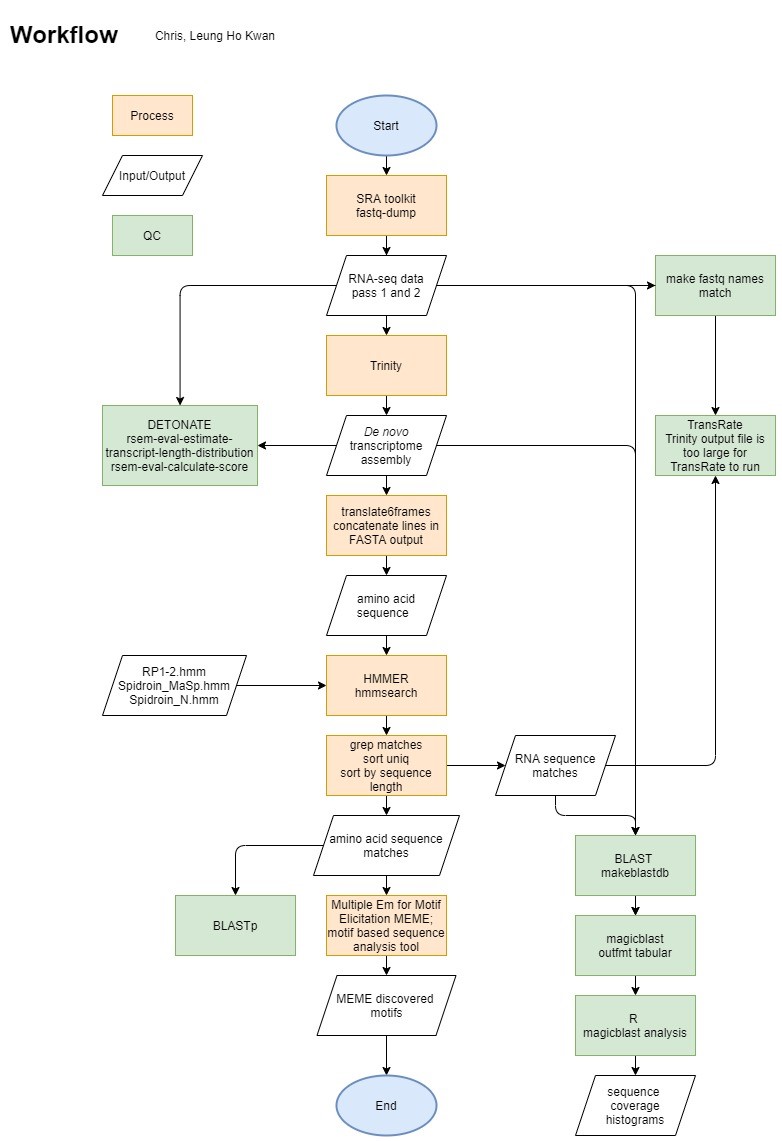 Workflow
Chris, Leung Ho Kwan
Process
Input/Output
QC
Start
SRA toolkit
fastq-dump
RNA-seq data
pass 1 and 2
make fastq names
match
Trinity
DETONATE
rsem-eval-estimate-
transcript-length-distribution
rsem-eval-calculate-score
De novo
transcriptome
assembly
TransRate
Trinity output file is
too large for
TransRate to run
translate6frames
concatenate lines in
FASTA output
amino acid
sequence
RP1-2.hmm
Spidroin_MaSp.hmm
Spidroin_N.hmm
HMMER
hmmsearch
grep matches
sort uniq
sort by sequence
length
RNA sequence
matches
amino acid sequence
matches
BLAST
makeblastdb
BLASTp
Multiple Em for Motif
Elicitation MEME;
motif based sequence
analysis tool
magicblast
outfmt tabular
MEME discovered
motifs
R
magicblast analysis
End
sequence
coverage
histograms